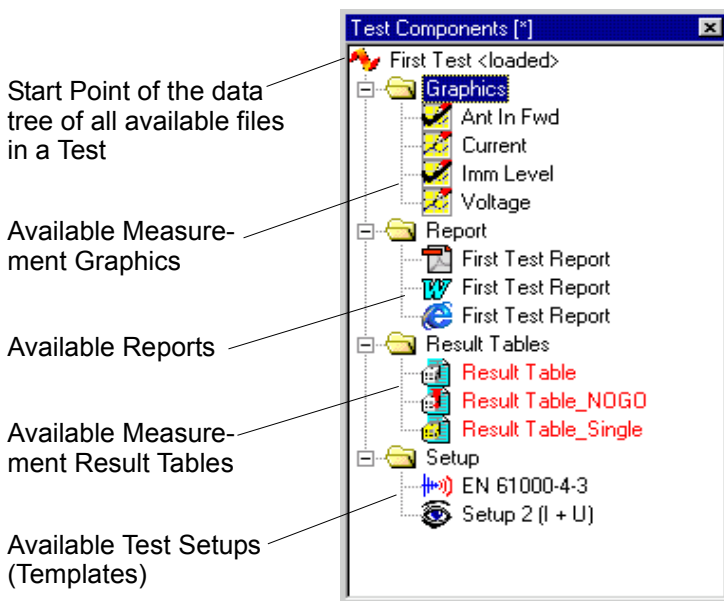 Test Components [*]
First Test <loaded>
Start Point of the data
tree of all available files
in a Test
Graphics
Ant In Fwd
Current
Imm Level
Voltage
Available Measure-
ment Graphics
Report
First Test Report
First Test Report
First Test Report
Available Reports
Result Tables
Result Table
Result Table_NOGO
Result Table_Single
Available Measure-
ment Result Tables
Setup
EN 61000-4-3
Setup 2 (I + U)
Available Test Setups
(Templates)